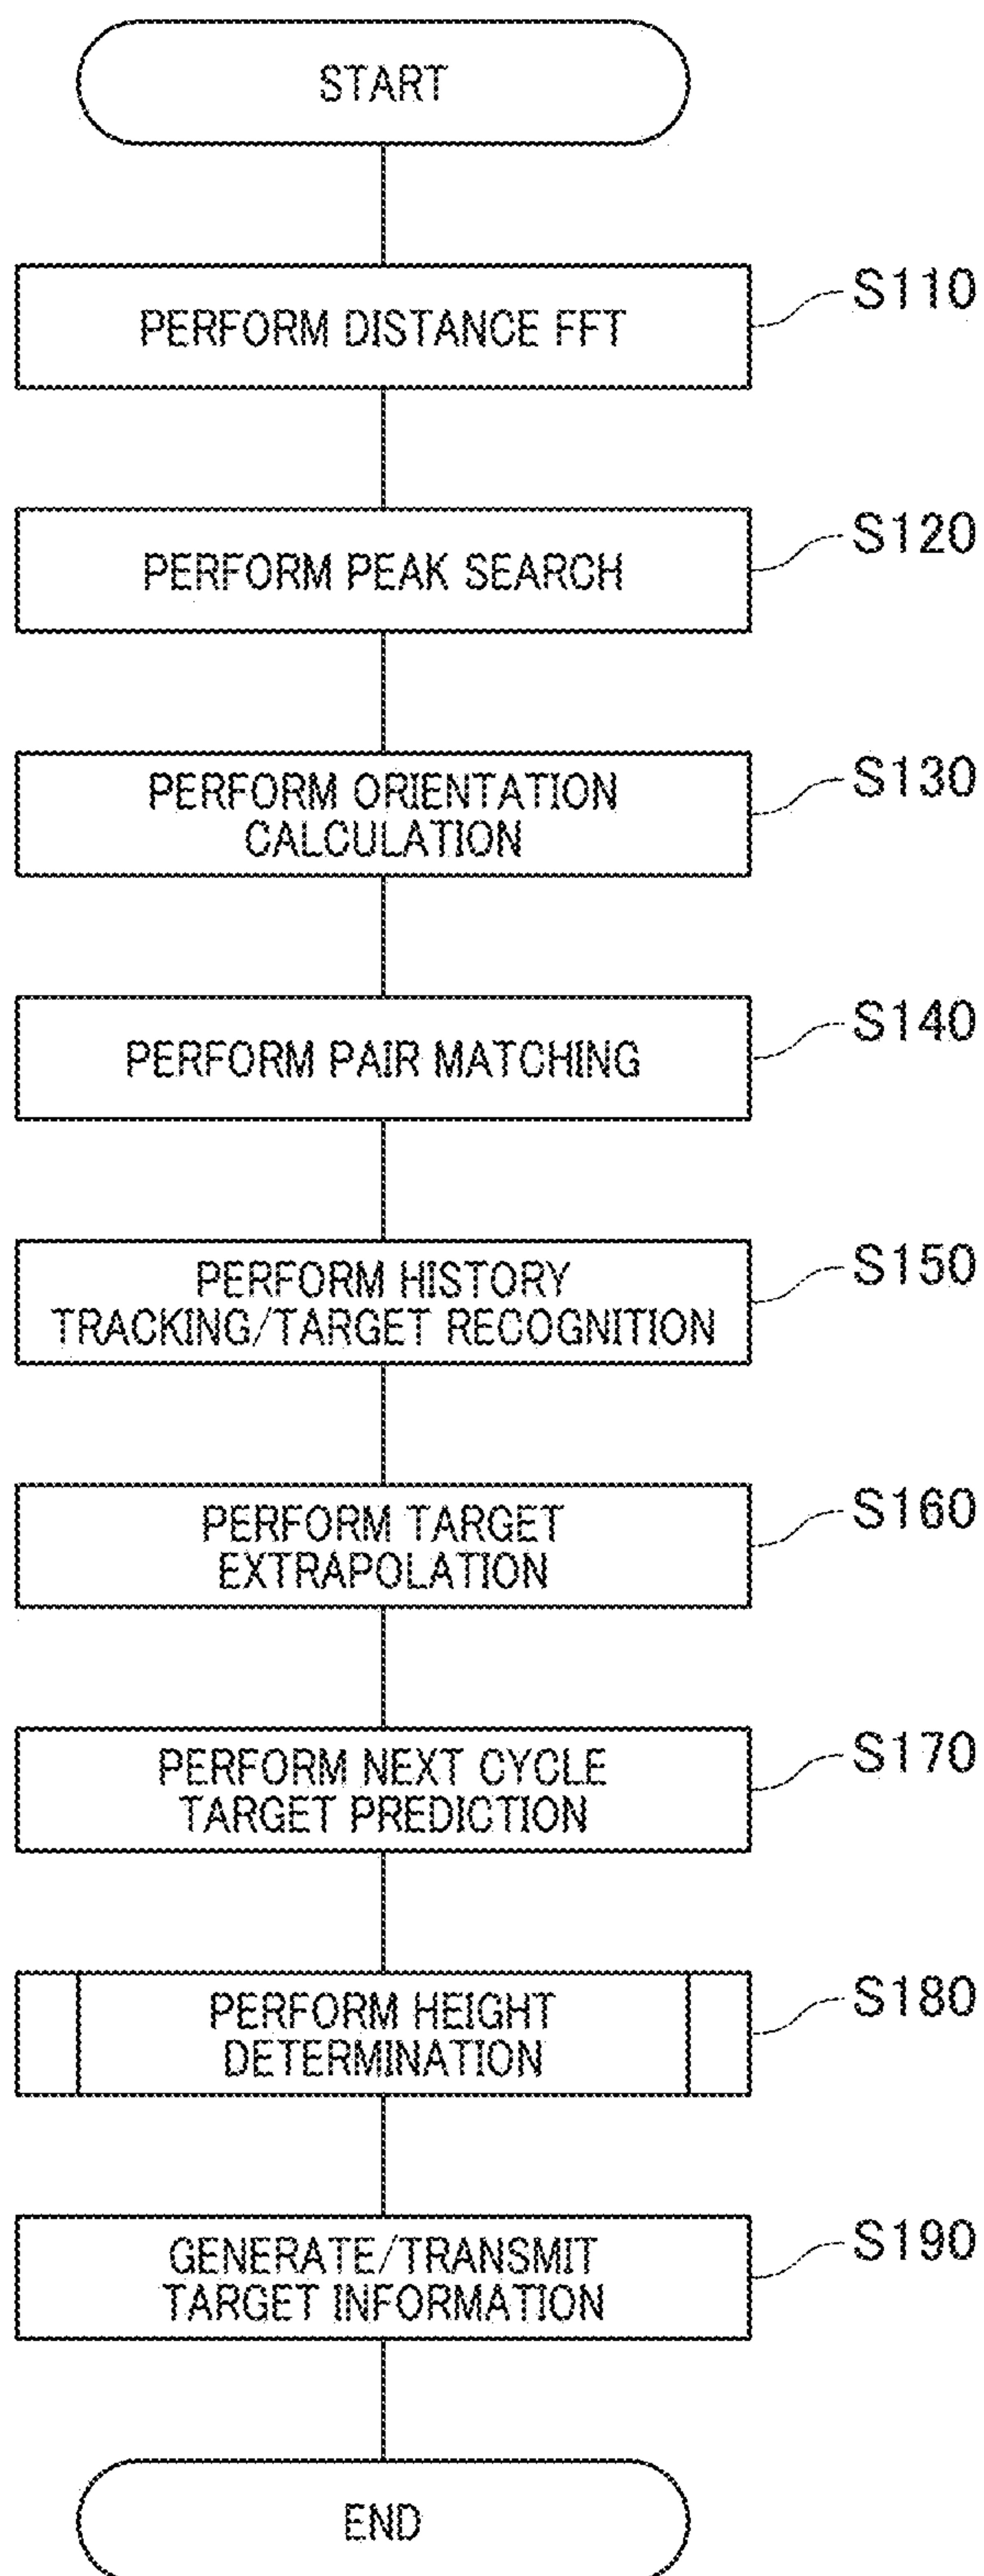 START
S110
PERFORM DISTANCE FFT
S120
PERFORM PEAK SEARCH
S130
PERFORM ORIENTATION
CALCULATION
S140
PERFORM PAIR MATCHING
S150
PERFORM HISTORY
TRACKING/TARGET RECOGNITION
S160
PERFORM TARGET
EXTRAPOLATION
S170
PERFORM NEXT CYCLE
TARGET PREDICTION
S180
PERFORM HEIGHT
DETERMINATION
S190
GENERATE/TRANSMIT
TARGET INFORMATION
END